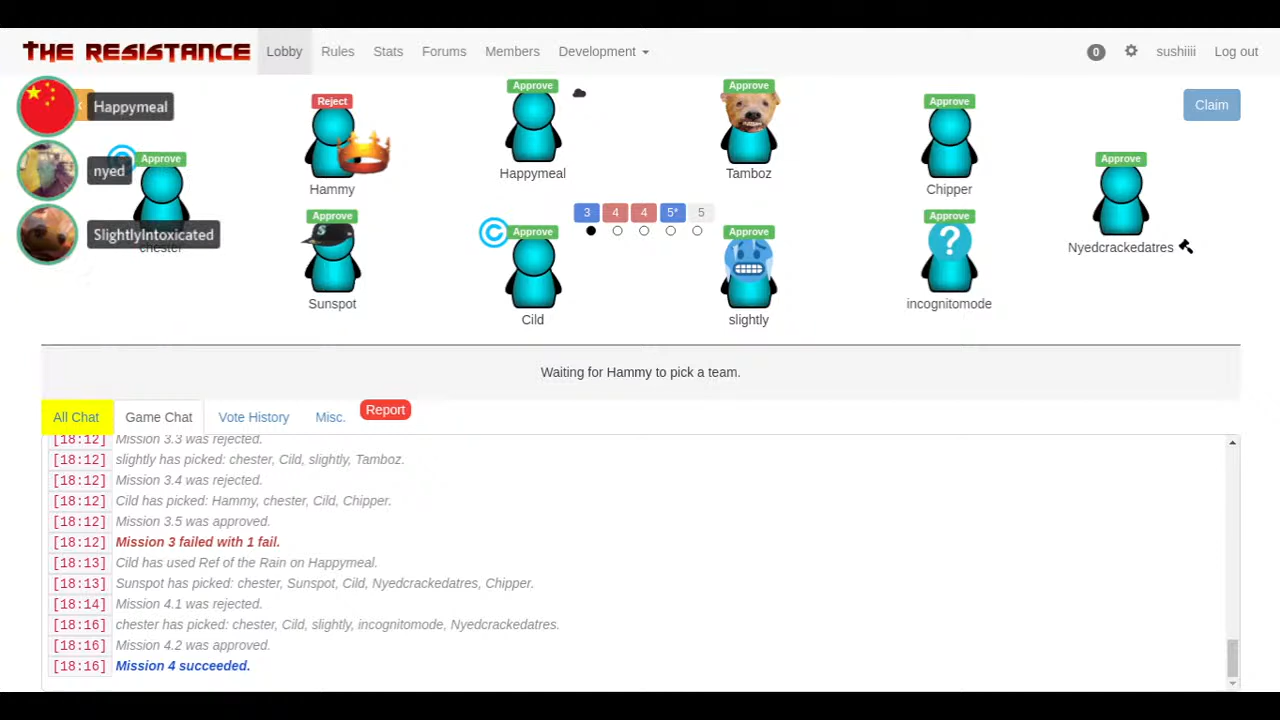 THE RESISTANCE Lobby Rules Stats Forums Members Development 0 sushiiii Log out
Happymeal
nyed
SlightlyIntoxicated
Claim
Approve
chester
Reject
Hammy
Approve
Happymeal
Approve
Tamboz
Approve
Chipper
Approve
Nyedcrackedatres
Approve
S
Sunspot
C
Approve
Cild
3 4 4 5* 5
Approve
slightly
Approve
?
incognitomode
Waiting for Hammy to pick a team.
All Chat Game Chat Vote History Misc. Report
[18:12] Mission 3.3 was rejected.
[18:12] slightly has picked: chester, Cild, slightly, Tamboz.
[18:12] Mission 3.4 was rejected.
[18:12] Cild has picked: Hammy, chester, Cild, Chipper.
[18:12] Mission 3.5 was approved.
[18:12] Mission 3 failed with 1 fail.
[18:13] Cild has used Ref of the Rain on Happymeal.
[18:13] Sunspot has picked: chester, Sunspot, Cild, Nyedcrackedatres, Chipper.
[18:14] Mission 4.1 was rejected.
[18:16] chester has picked: chester, Cild, slightly, incognitomode, Nyedcrackedatres.
[18:16] Mission 4.2 was approved.
[18:16] Mission 4 succeeded.